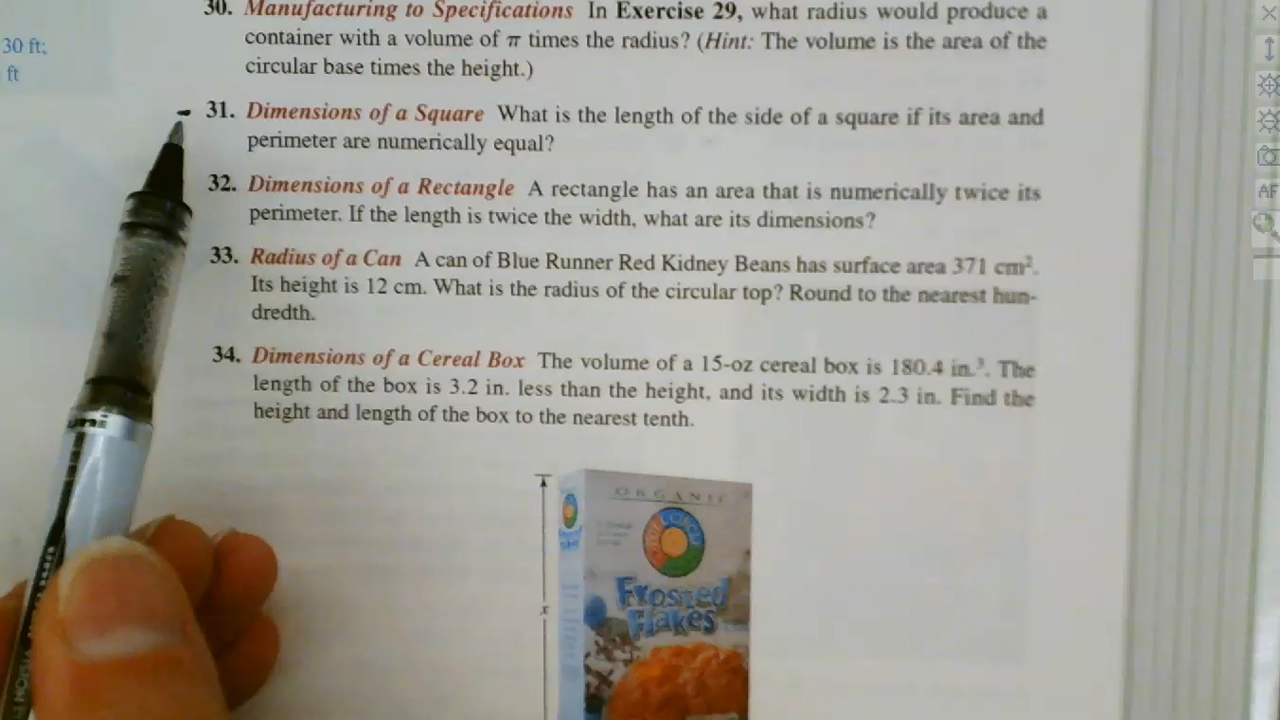 30 ft;
ft
30. Manufacturing to Specifications In Exercise 29, what radius would produce a
container with a volume of π times the radius? (Hint: The volume is the area of the
circular base times the height.)
31. Dimensions of a Square What is the length of the side of a square if its area and
perimeter are numerically equal?
32. Dimensions of a Rectangle A rectangle has an area that is numerically twice its
perimeter. If the length is twice the width, what are its dimensions?
33. Radius of a Can A can of Blue Runner Red Kidney Beans has surface area 371 cm².
Its height is 12 cm. What is the radius of the circular top? Round to the nearest hun-
dredth.
34. Dimensions of a Cereal Box The volume of a 15-oz cereal box is 180.4 in.³. The
length of the box is 3.2 in. less than the height, and its width is 2.3 in. Find the
height and length of the box to the nearest tenth.
ORGANIC
x
Frosted
Flakes
uni
AF